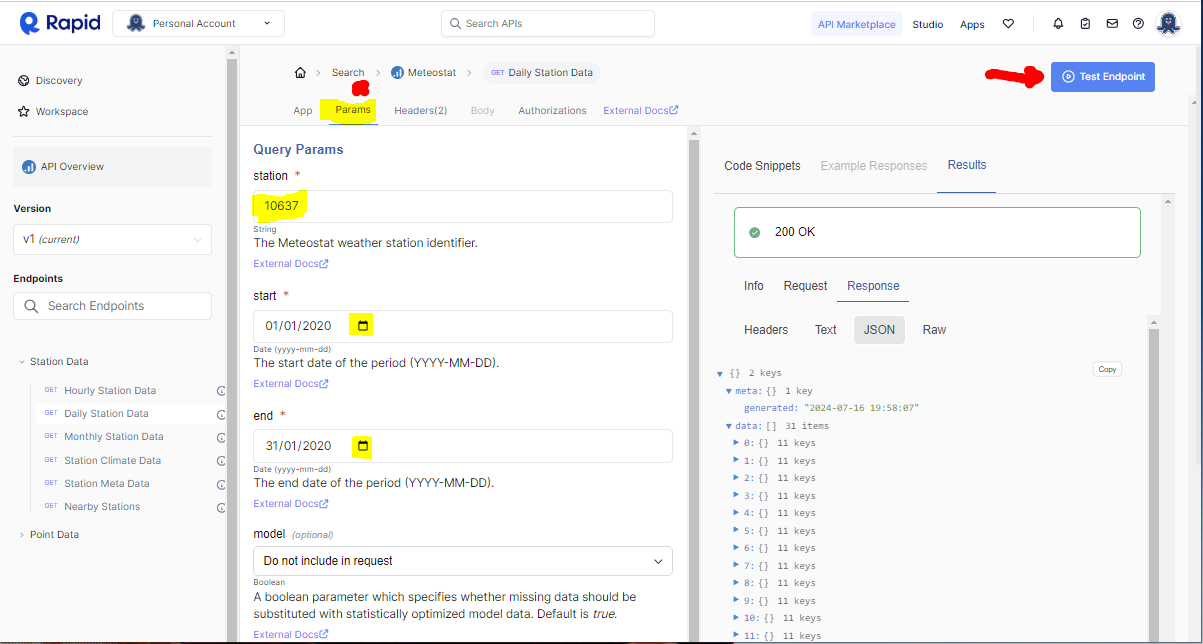 Rapid
Personal Account
Search APIs
API Marketplace
Studio
Apps
Discovery
Workspace
API Overview
Version
v1 (current)
Endpoints
Search Endpoints
Station Data
GET Hourly Station Data
GET Daily Station Data
GET Monthly Station Data
GET Station Climate Data
GET Station Meta Data
GET Nearby Stations
Point Data
Search
Meteostat
GET Daily Station Data
Test Endpoint
App
Params
Headers(2)
Body
Authorizations
External Docs
Query Params
station *
10637
String
The Meteostat weather station identifier.
External Docs
start *
01/01/2020
Date (yyyy-mm-dd)
The start date of the period (YYYY-MM-DD).
External Docs
end *
31/01/2020
Date (yyyy-mm-dd)
The end date of the period (YYYY-MM-DD).
External Docs
model (optional)
Do not include in request
Boolean
A boolean parameter which specifies whether missing data should be
substituted with statistically optimized model data. Default is true.
External Docs
Code Snippets
Example Responses
Results
200 OK
Info
Request
Response
Headers
Text
JSON
Raw
Copy
{} 2 keys
meta: {} 1 key
generated: "2024-07-16 19:58:07"
data: [] 31 items
0: {} 11 keys
1: {} 11 keys
2: {} 11 keys
3: {} 11 keys
4: {} 11 keys
5: {} 11 keys
6: {} 11 keys
7: {} 11 keys
8: {} 11 keys
9: {} 11 keys
10: {} 11 keys
11: {} 11 keys